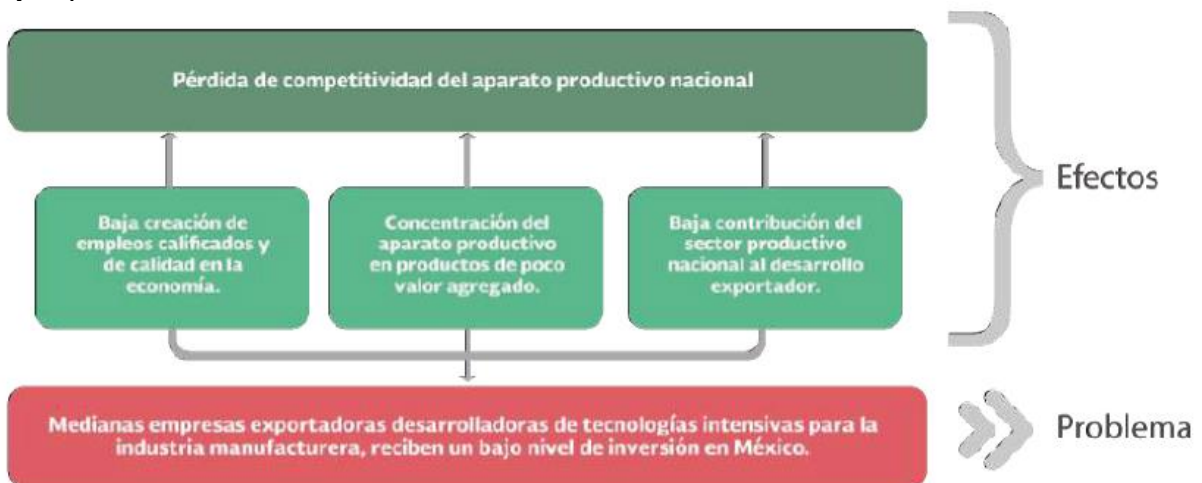 Pérdida de competitividad del aparato productivo nacional
Efectos
Baja creación de
empleos calificados y
de calidad en la
economía.
Concentración del
aparato productivo
en productos de poco
valor agregado.
Baja contribución del
sector productivo
nacional al desarrollo
exportador.
Medianas empresas exportadoras desarrolladoras de tecnologías intensivas para la
industria manufacturera, reciben un bajo nivel de inversión en México.
Problema